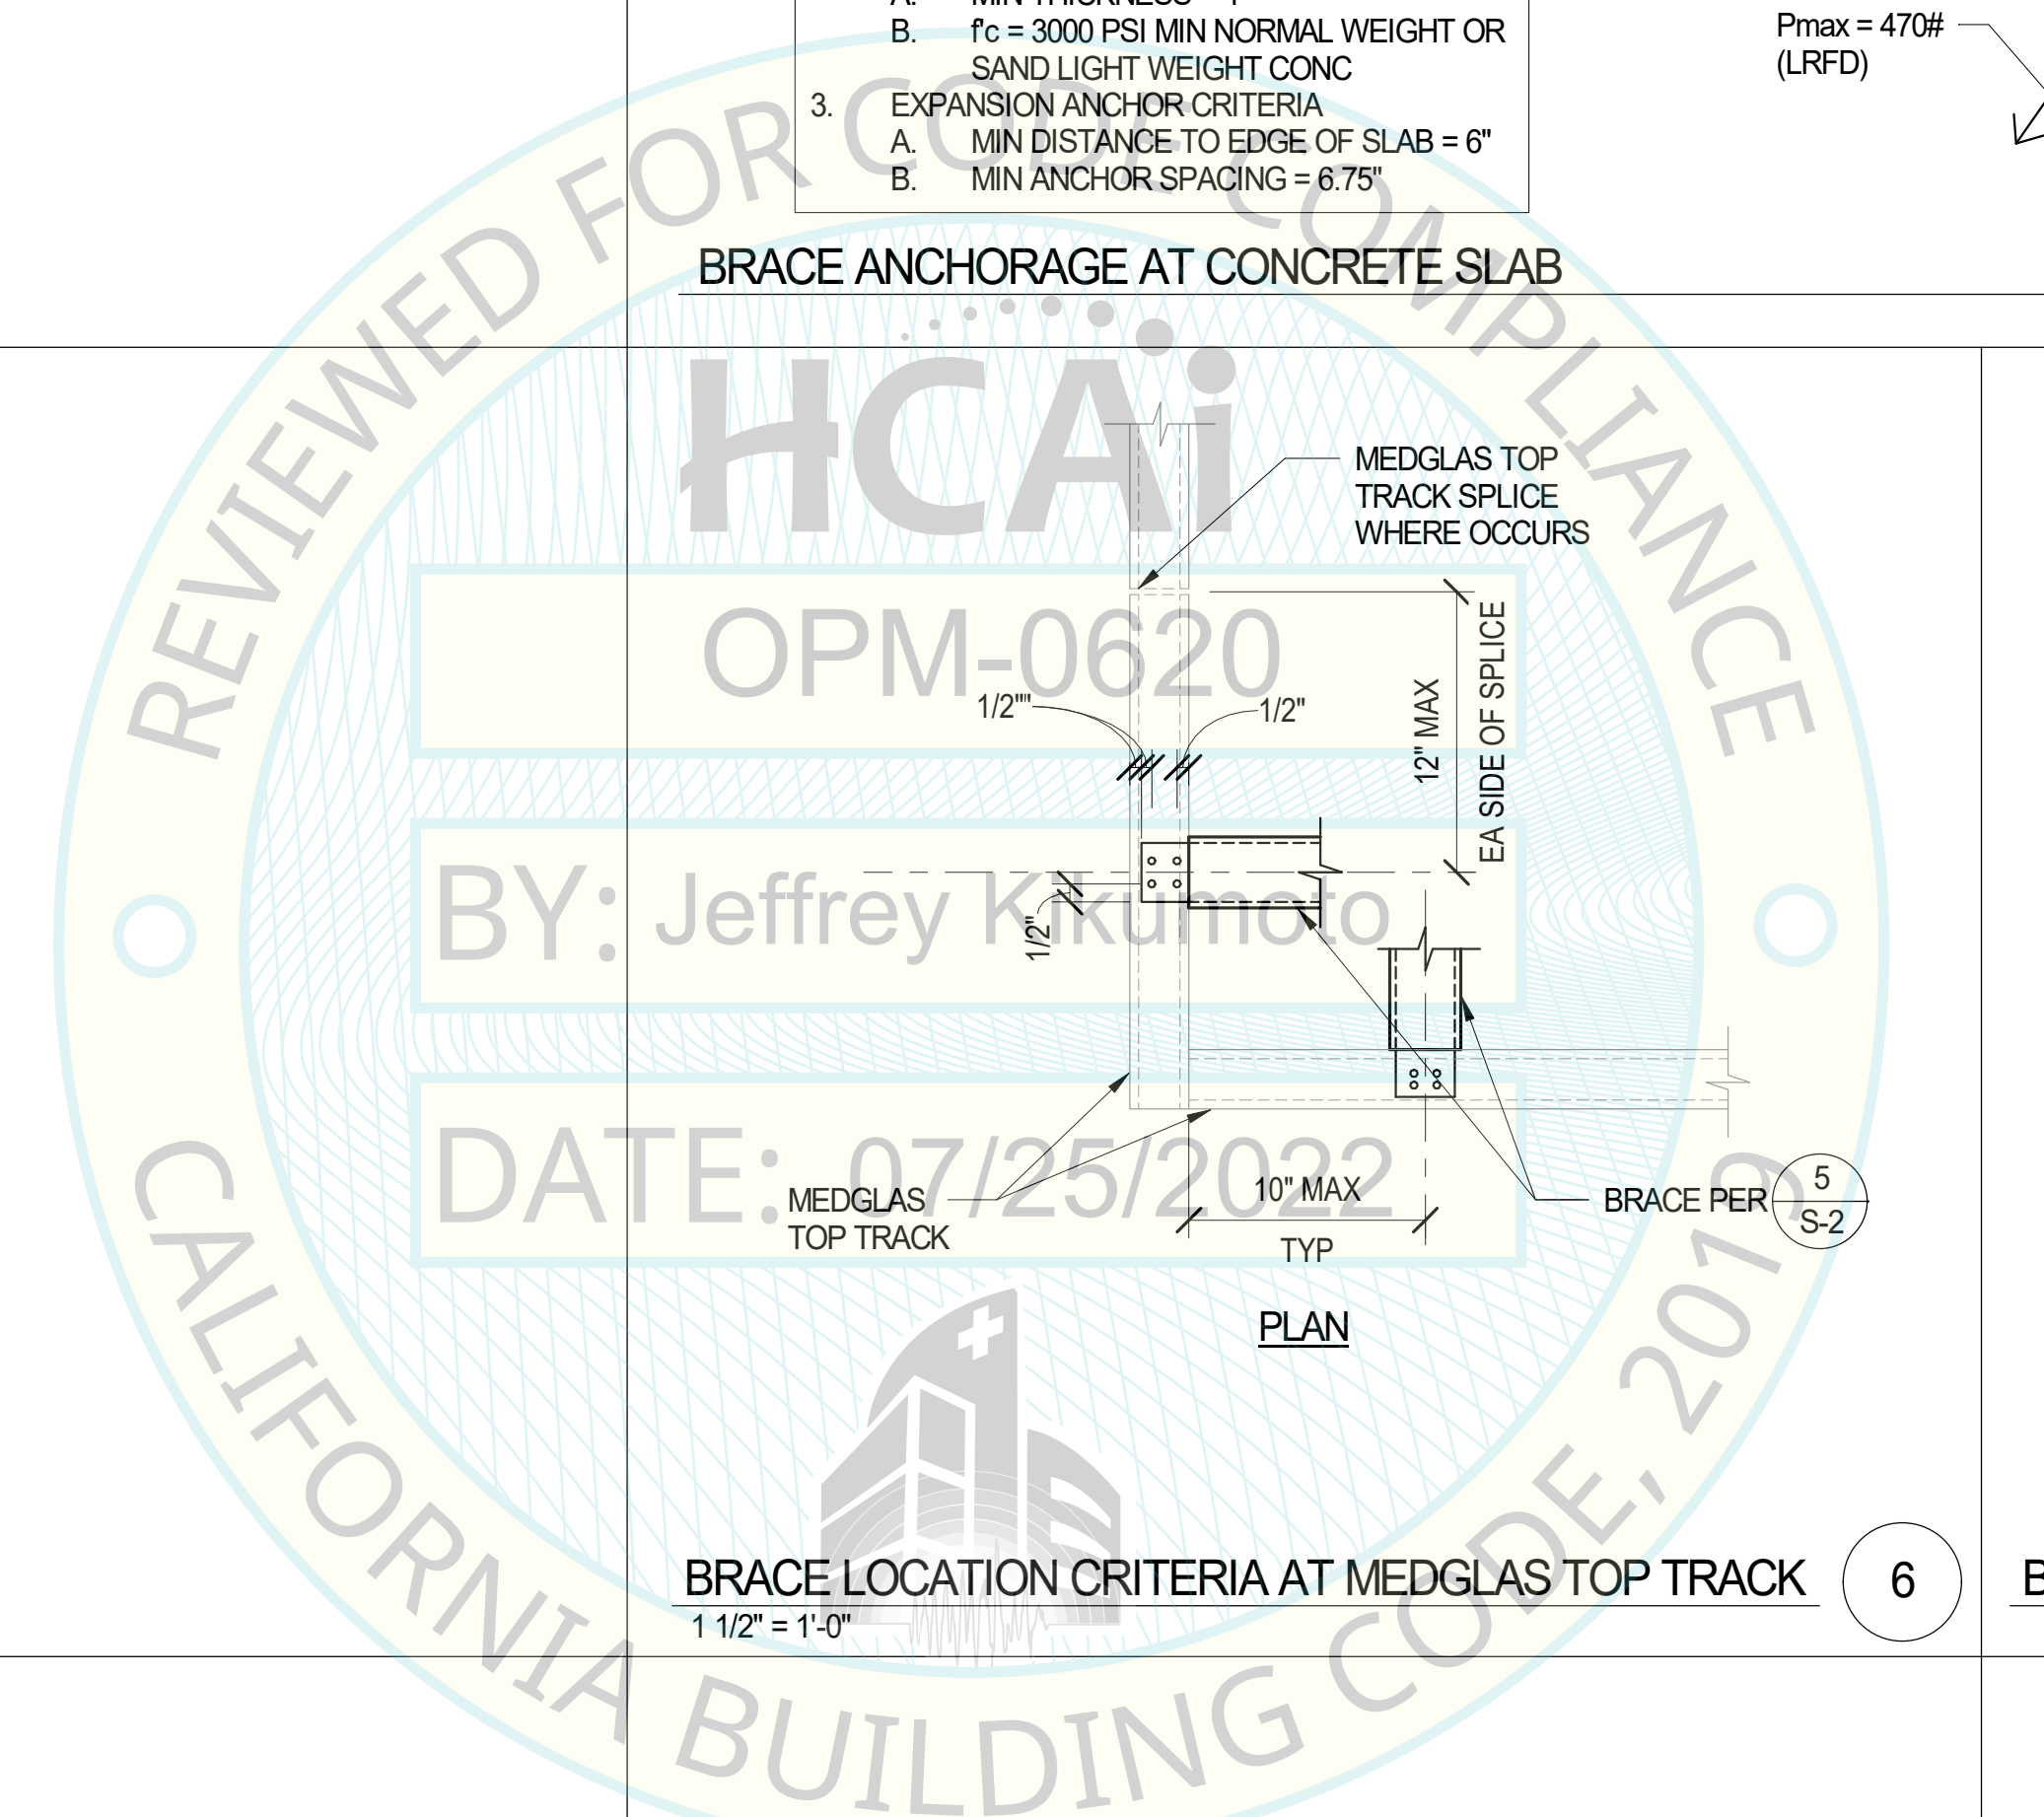 B. f'c = 3000 PSI MIN NORMAL WEIGHT OR
SAND LIGHT WEIGHT CONC
3. EXPANSION ANCHOR CRITERIA
A. MIN DISTANCE TO EDGE OF SLAB = 6"
B. MIN ANCHOR SPACING = 6.75"
Pmax = 470#
(LRFD)
BRACE ANCHORAGE AT CONCRETE SLAB
REVIEWED FOR CODE COMPLIANCE
HCAi
MEDGLAS TOP
TRACK SPLICE
WHERE OCCURS
OPM-0620
1/2""
1/2"
12" MAX
EA SIDE OF SPLICE
BY: Jeffrey Kikumoto
1/2"
DATE: 07/25/2022
MEDGLAS
TOP TRACK
10" MAX
TYP
BRACE PER
5
S-2
PLAN
BRACE LOCATION CRITERIA AT MEDGLAS TOP TRACK
6
1 1/2" = 1'-0"
CALIFORNIA BUILDING CODE, 2019